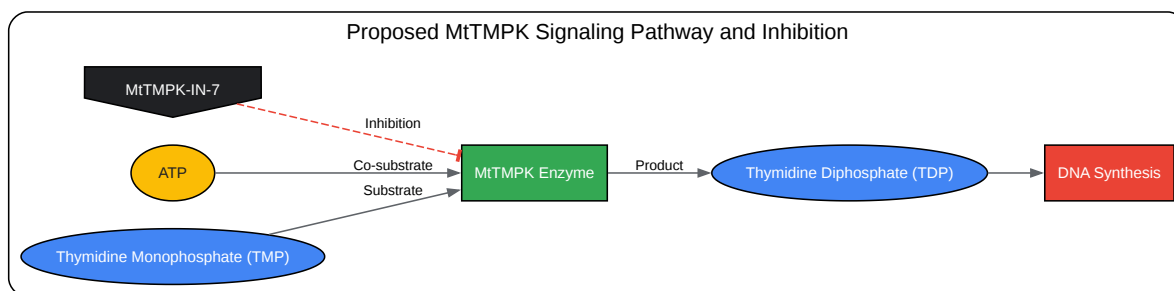 Proposed MtTMPK Signaling Pathway and Inhibition
MtTMPK-IN-7
Inhibition
ATP
Co-substrate
MtTMPK Enzyme
Product
Thymidine Diphosphate (TDP)
DNA Synthesis
Substrate
Thymidine Monophosphate (TMP)